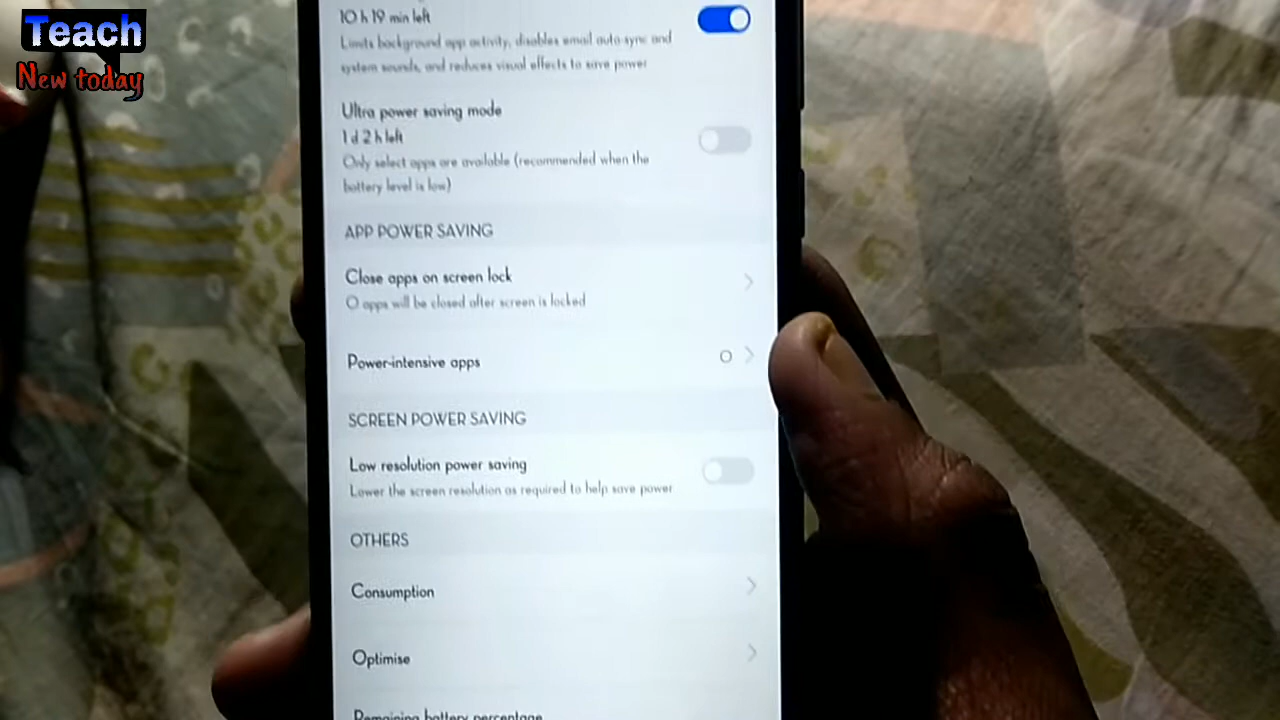 Teach
New today
10 h 19 min left
Limits background app activity, disables email auto-sync and
system sounds, and reduces visual effects to save power
Ultra power saving mode
1 d 2 h left
Only select apps are available (recommended when the
battery level is low)
APP POWER SAVING
Close apps on screen lock
0 apps will be closed after screen is locked
Power-intensive apps
0
SCREEN POWER SAVING
Low resolution power saving
Lower the screen resolution as required to help save power
OTHERS
Consumption
Optimise
Remaining battery percentage